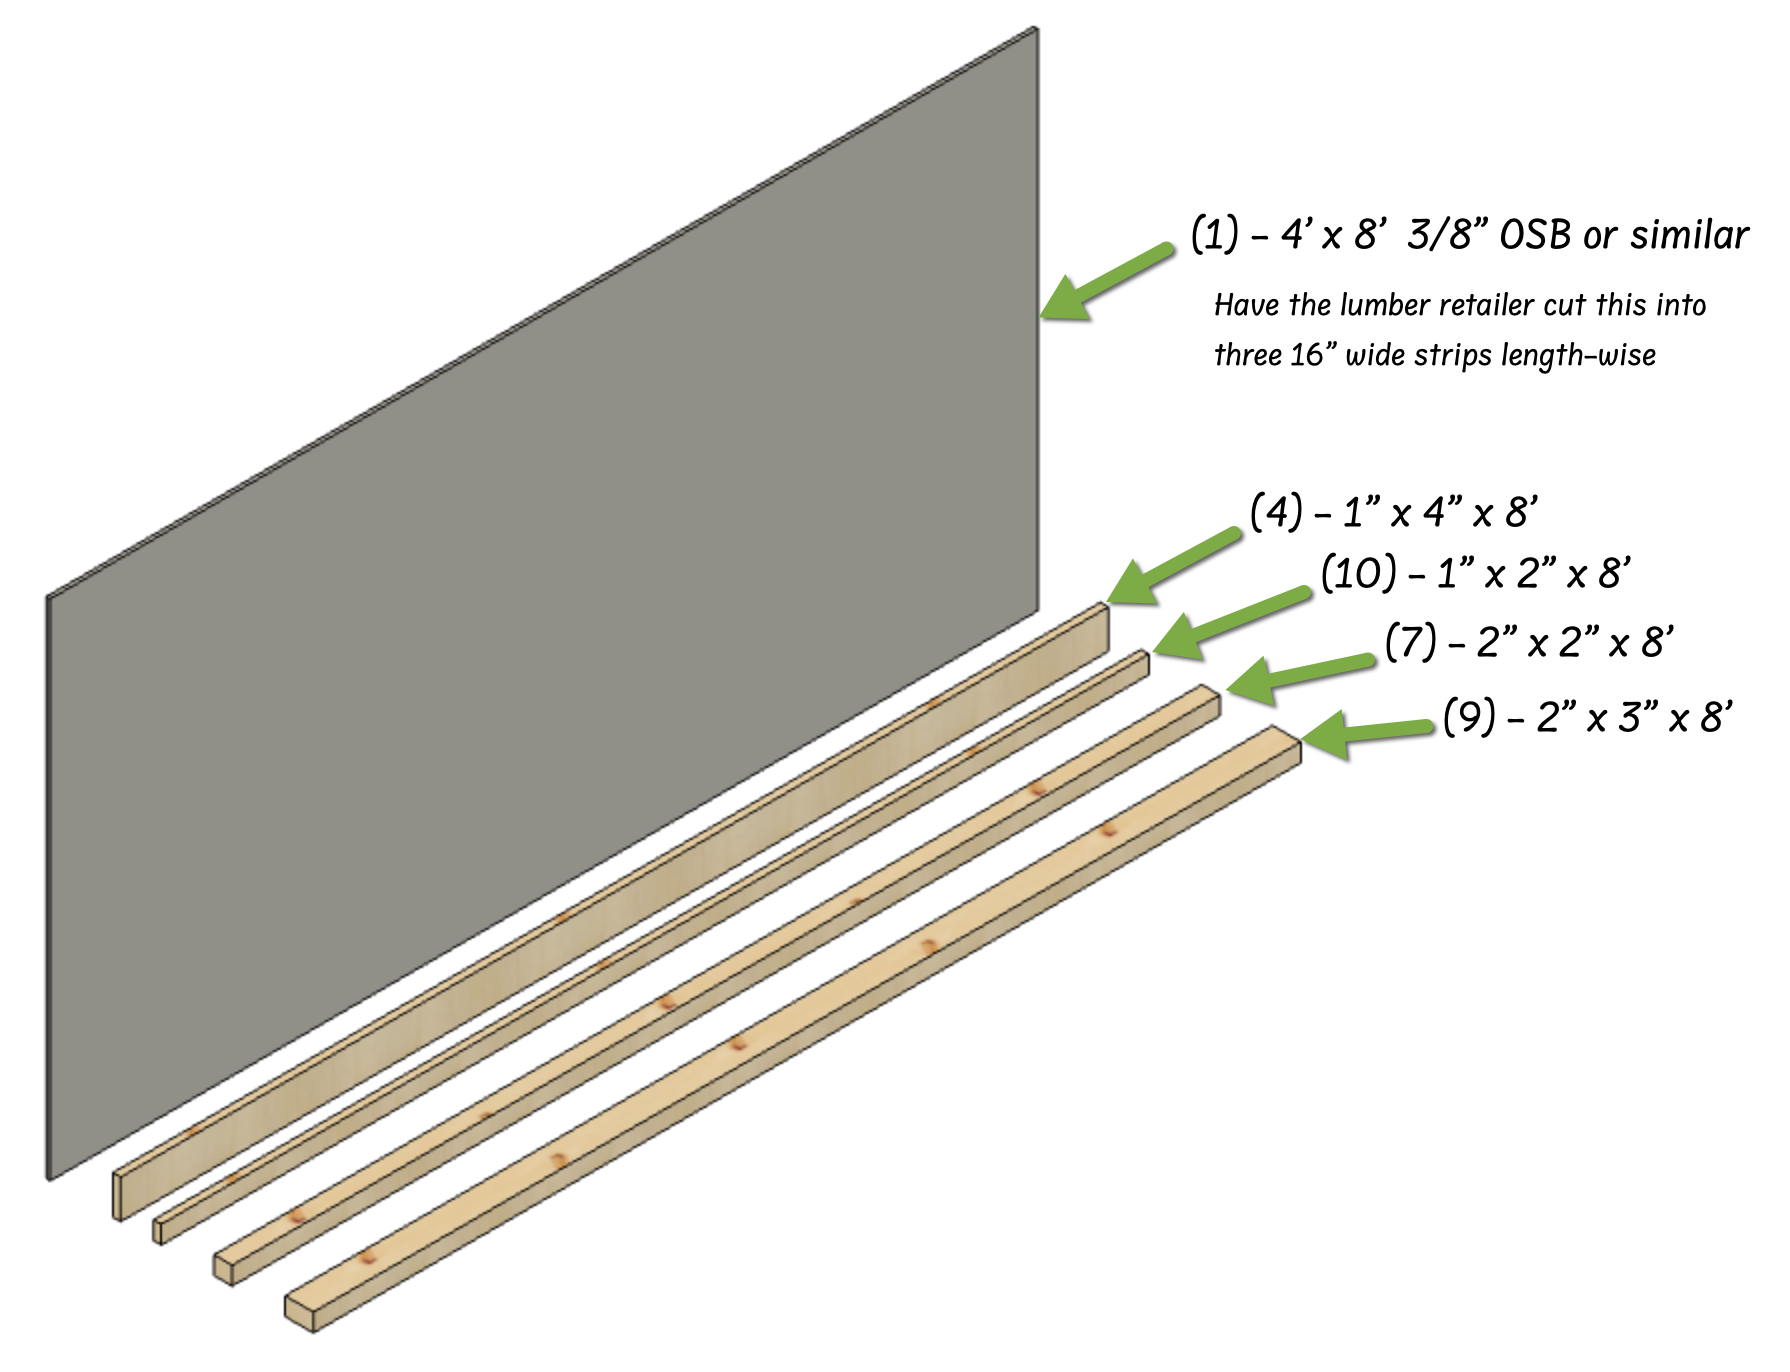 (1) - 4’ x 8’  3/8” OSB or similar
Have the lumber retailer cut this into
three 16” wide strips length-wise
(4) - 1” x 4” x 8’
(10) - 1” x 2” x 8’
(7) - 2” x 2” x 8’
(9) - 2” x 3” x 8’